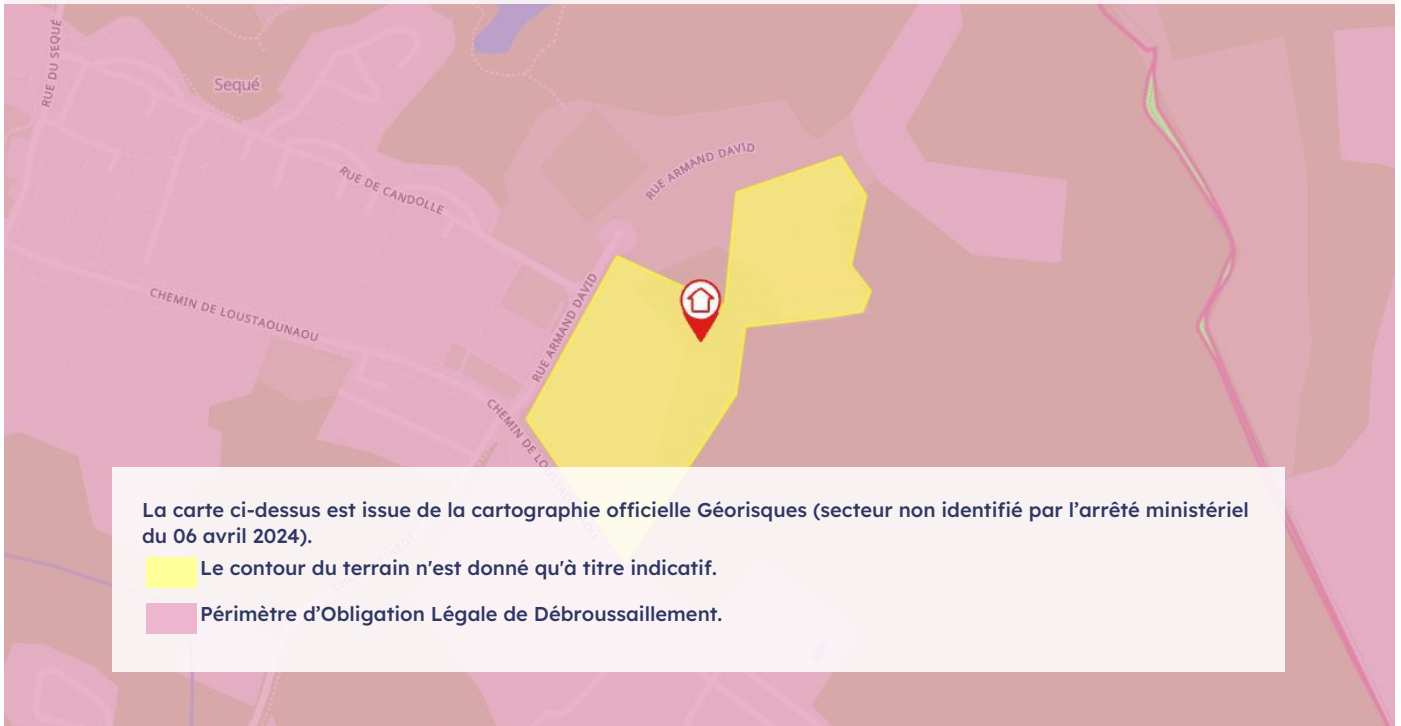 RUE DU SEQUÉ
Sequé
RUE ARMAND DAVID
RUE DE CANDOLLE
CHEMIN DE LOUSTAOUNAOU
RUE ARMAND DAVID
CHEMIN DE LOUSTAOUNAOU
La carte ci-dessus est issue de la cartographie officielle Géorisques (secteur non identifié par l’arrêté ministériel
du 06 avril 2024).
Le contour du terrain n'est donné qu'à titre indicatif.
Périmètre d’Obligation Légale de Débroussaillement.